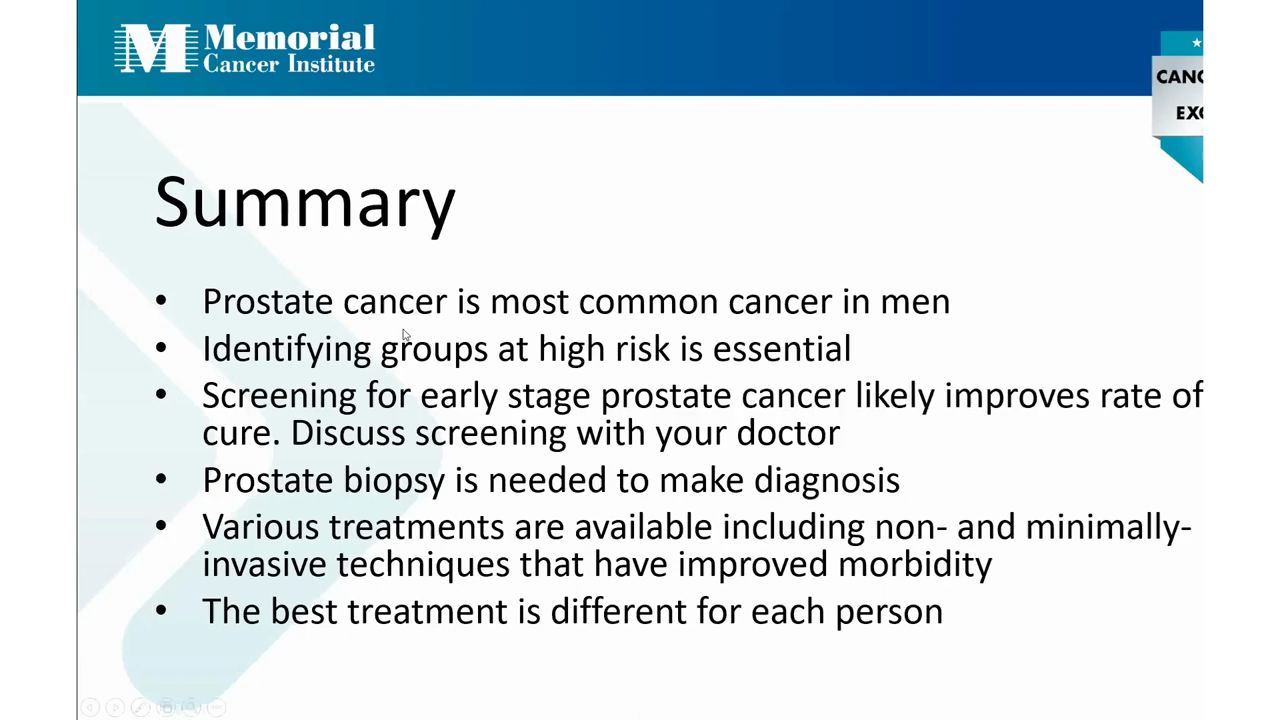 Memorial
Cancer Institute
Summary
• Prostate cancer is most common cancer in men
• Identifying groups at high risk is essential
• Screening for early stage prostate cancer likely improves rate of
cure. Discuss screening with your doctor
• Prostate biopsy is needed to make diagnosis
• Various treatments are available including non- and minimally-
invasive techniques that have improved morbidity
• The best treatment is different for each person